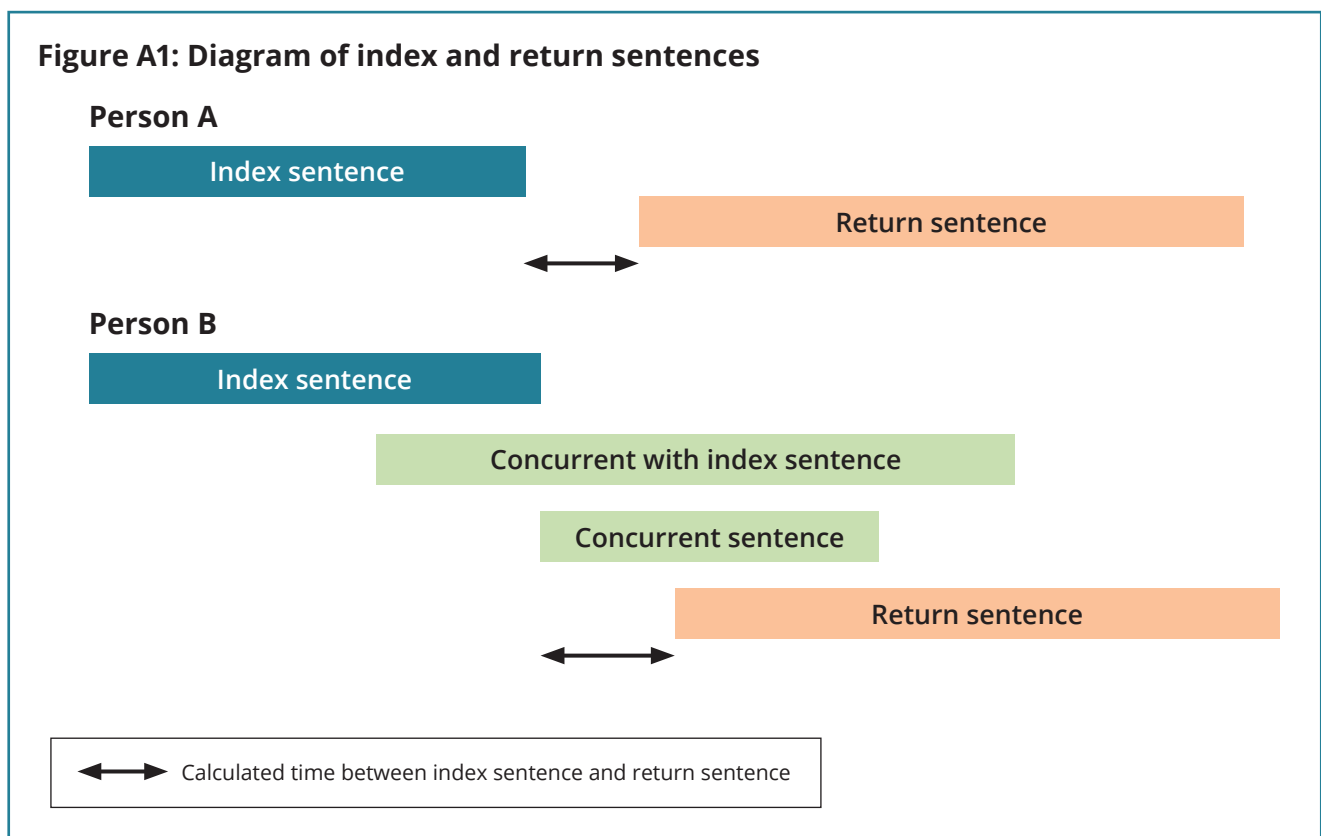 Figure A1: Diagram of index and return sentences
Person A
Index sentence
Return sentence
Person B
Index sentence
Concurrent with index sentence
Concurrent sentence
Return sentence
Calculated time between index sentence and return sentence